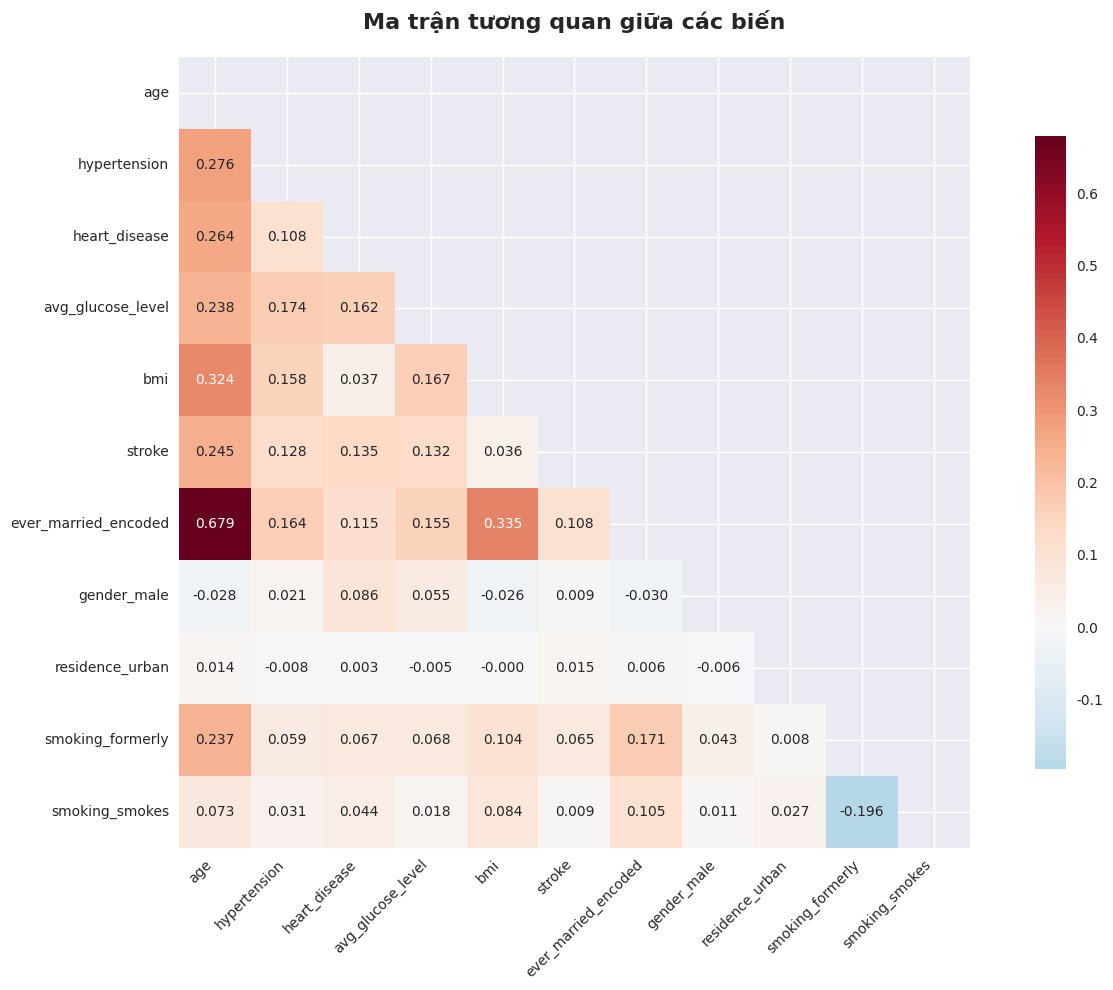 Ma trận tương quan giữa các biến
age
hypertension 0.276
heart_disease 0.264 0.108
avg_glucose_level 0.238 0.174 0.162
bmi 0.324 0.158 0.037 0.167
stroke 0.245 0.128 0.135 0.132 0.036
ever_married_encoded 0.679 0.164 0.115 0.155 0.335 0.108
gender_male -0.028 0.021 0.086 0.055 -0.026 0.009 -0.030
residence_urban 0.014 -0.008 0.003 -0.005 -0.000 0.015 0.006 -0.006
smoking_formerly 0.237 0.059 0.067 0.068 0.104 0.065 0.171 0.043 0.008
smoking_smokes 0.073 0.031 0.044 0.018 0.084 0.009 0.105 0.011 0.027 -0.196
age hypertension heart_disease avg_glucose_level bmi stroke ever_married_encoded gender_male residence_urban smoking_formerly smoking_smokes
0.6
0.5
0.4
0.3
0.2
0.1
0.0
-0.1